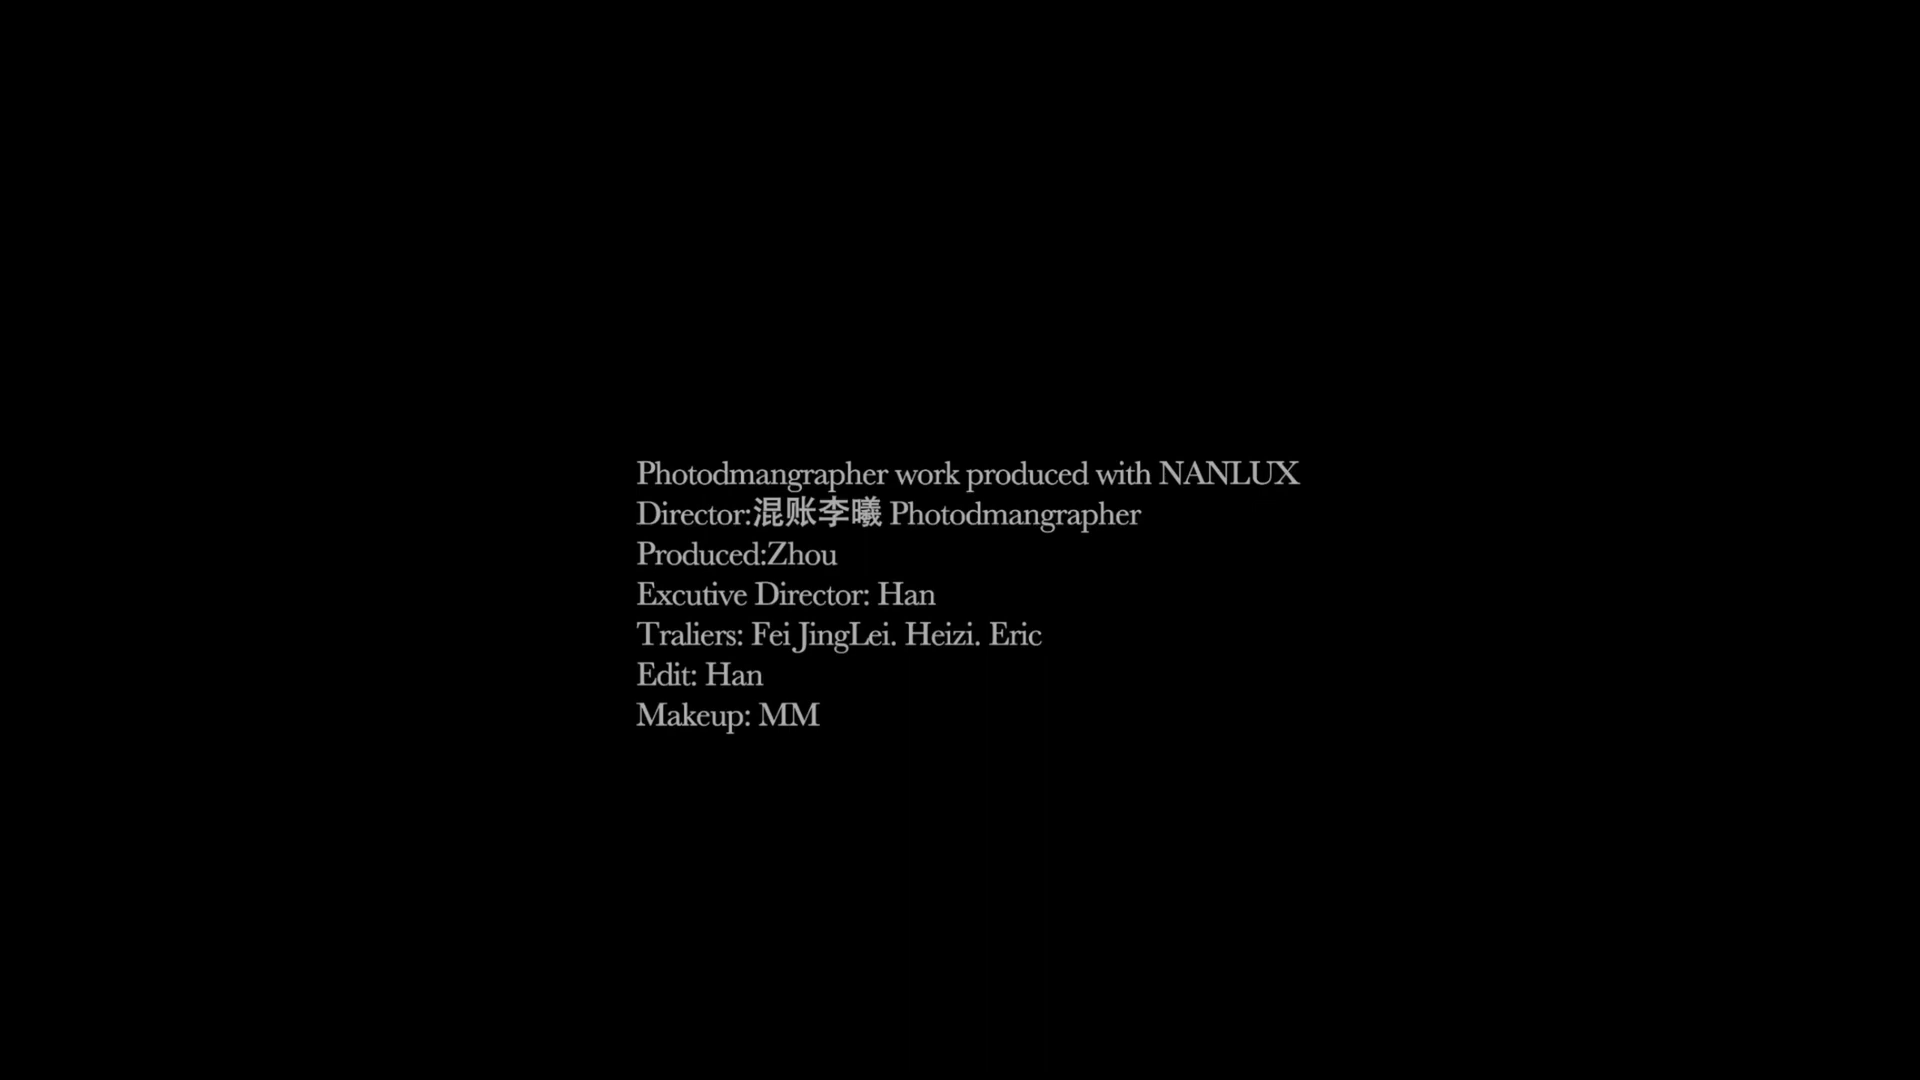 Photodmangrapher work produced with NANLUX
Director:混账李曦 Photodmangrapher
Produced:Zhou
Excutive Director: Han
Traliers: Fei JingLei. Heizi. Eric
Edit: Han
Makeup: MM